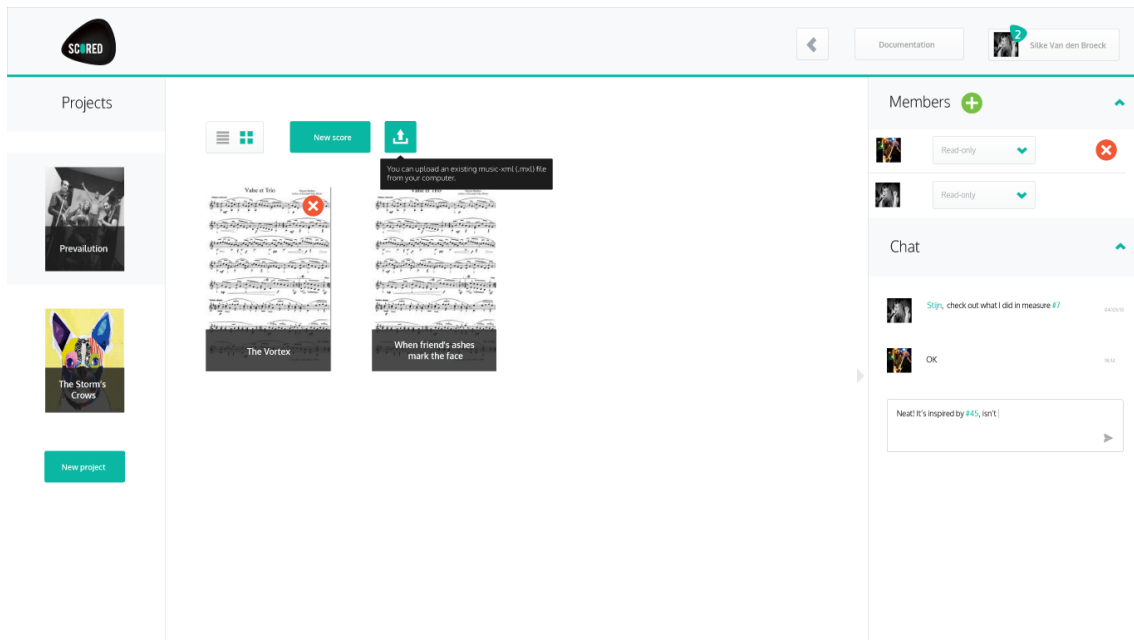 SCORED
Documentation
2
Silke Van den Broeck
Projects
Prevailution
The Storm's
Crows
New project
New score
You can upload an existing music-xml (.mxl) file
from your computer.
Valse et Trio
The Vortex
Valse et Trio
When friend's ashes
mark the face
Members
Read-only
Read-only
Chat
Stijn, check out what I did in measure #7
OK
Neat! It's inspired by #45, isn't